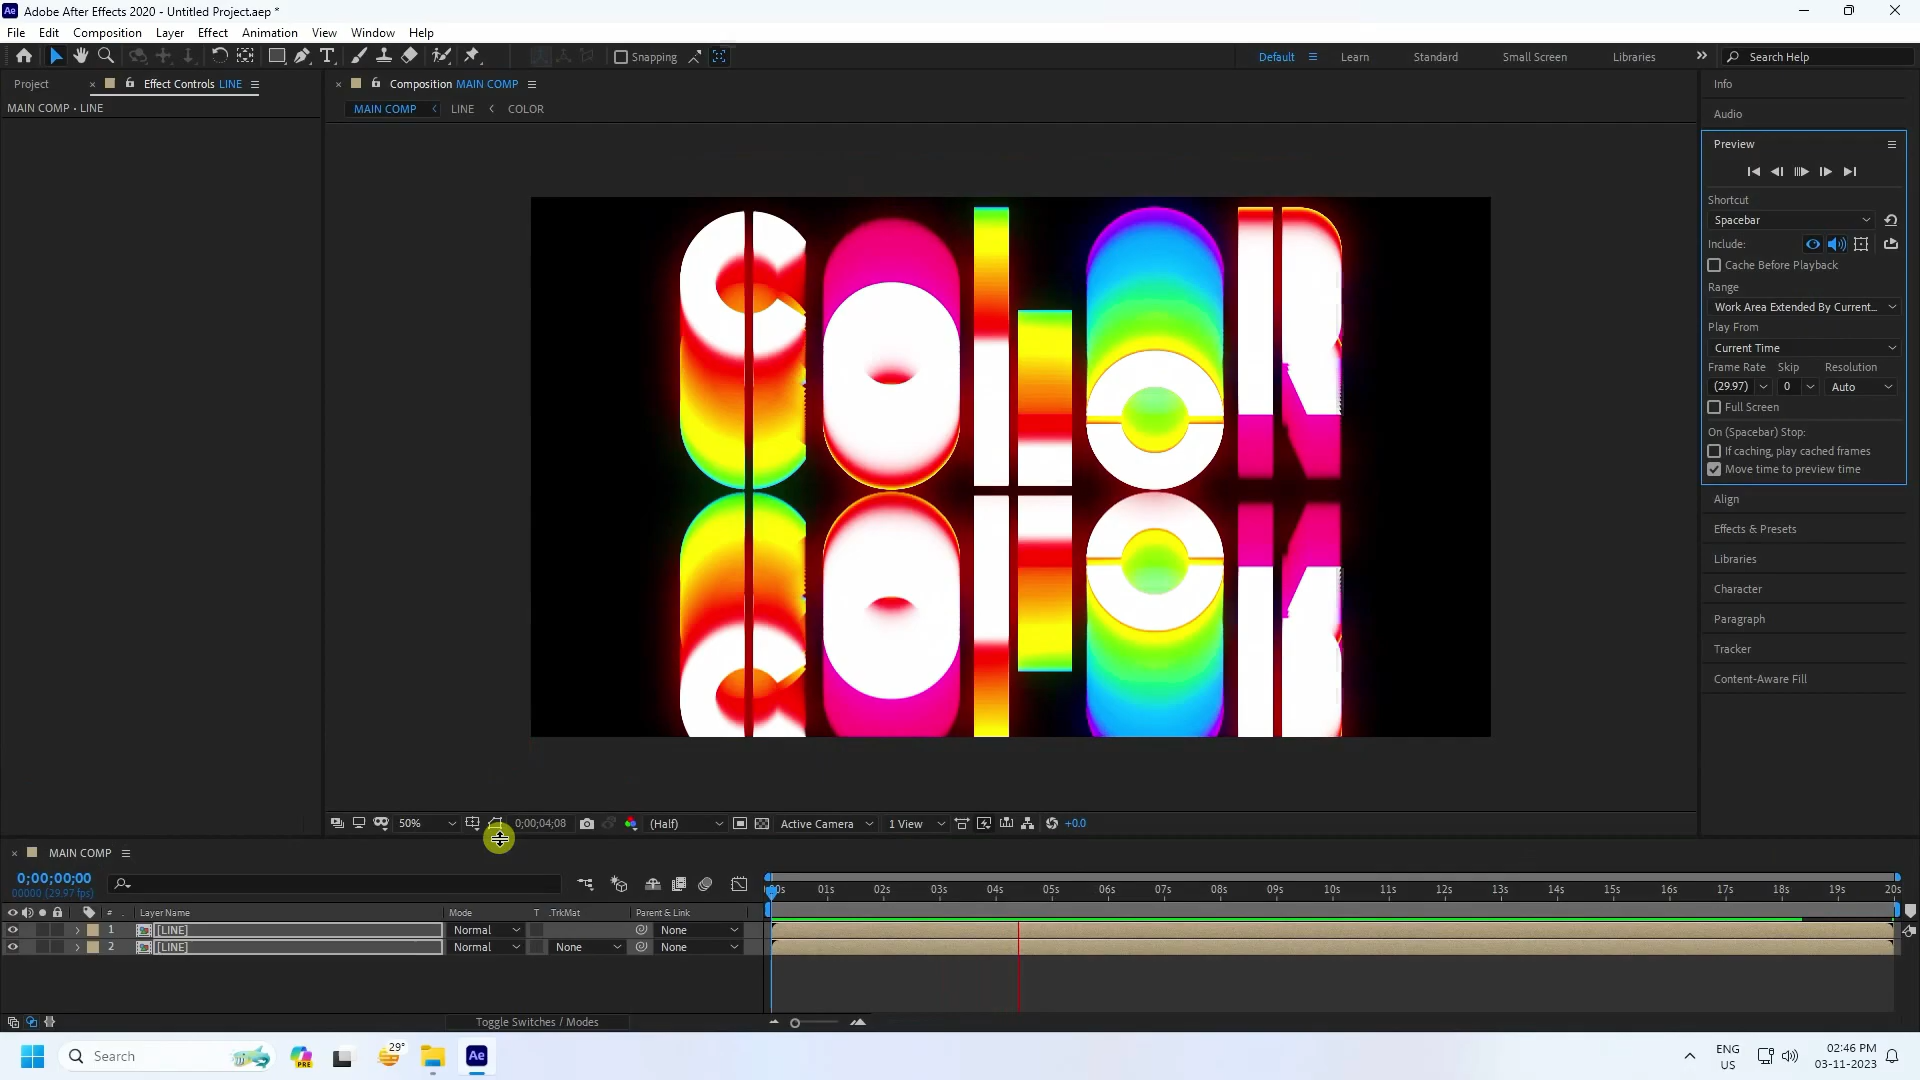 Ae Adobe After Effects 2020 - Untitled Project.aep *
File Edit Composition Layer Effect Animation View Window Help
Snapping Default Learn Standard Small Screen Libraries Search Help
Project Effect Controls LINE Composition MAIN COMP Info
MAIN COMP • LINE MAIN COMP LINE COLOR
Audio
Preview
Shortcut
Spacebar
Include:
Cache Before Playback
Range
Work Area Extended By Current...
Play From
Current Time
Frame Rate Skip Resolution
(29.97) 0 Auto
Full Screen
On (Spacebar) Stop:
If caching, play cached frames
Move time to preview time
Align
Effects & Presets
Libraries
Character
Paragraph
Tracker
Content-Aware Fill
COLOR
50% 0;00;04;08 (Half) Active Camera 1 View +0.0
MAIN COMP
0;00;00;00
00000 (29.97 fps)
00s 01s 02s 03s 04s 05s 06s 07s 08s 09s 10s 11s 12s 13s 14s 15s 16s 17s 18s 19s 20s
# . Layer Name Mode T .TrkMat Parent & Link
1 [LINE] Normal None
2 [LINE] Normal None None
Toggle Switches / Modes
Search PRE 29° Ae ENG US 02:46 PM 03-11-2023